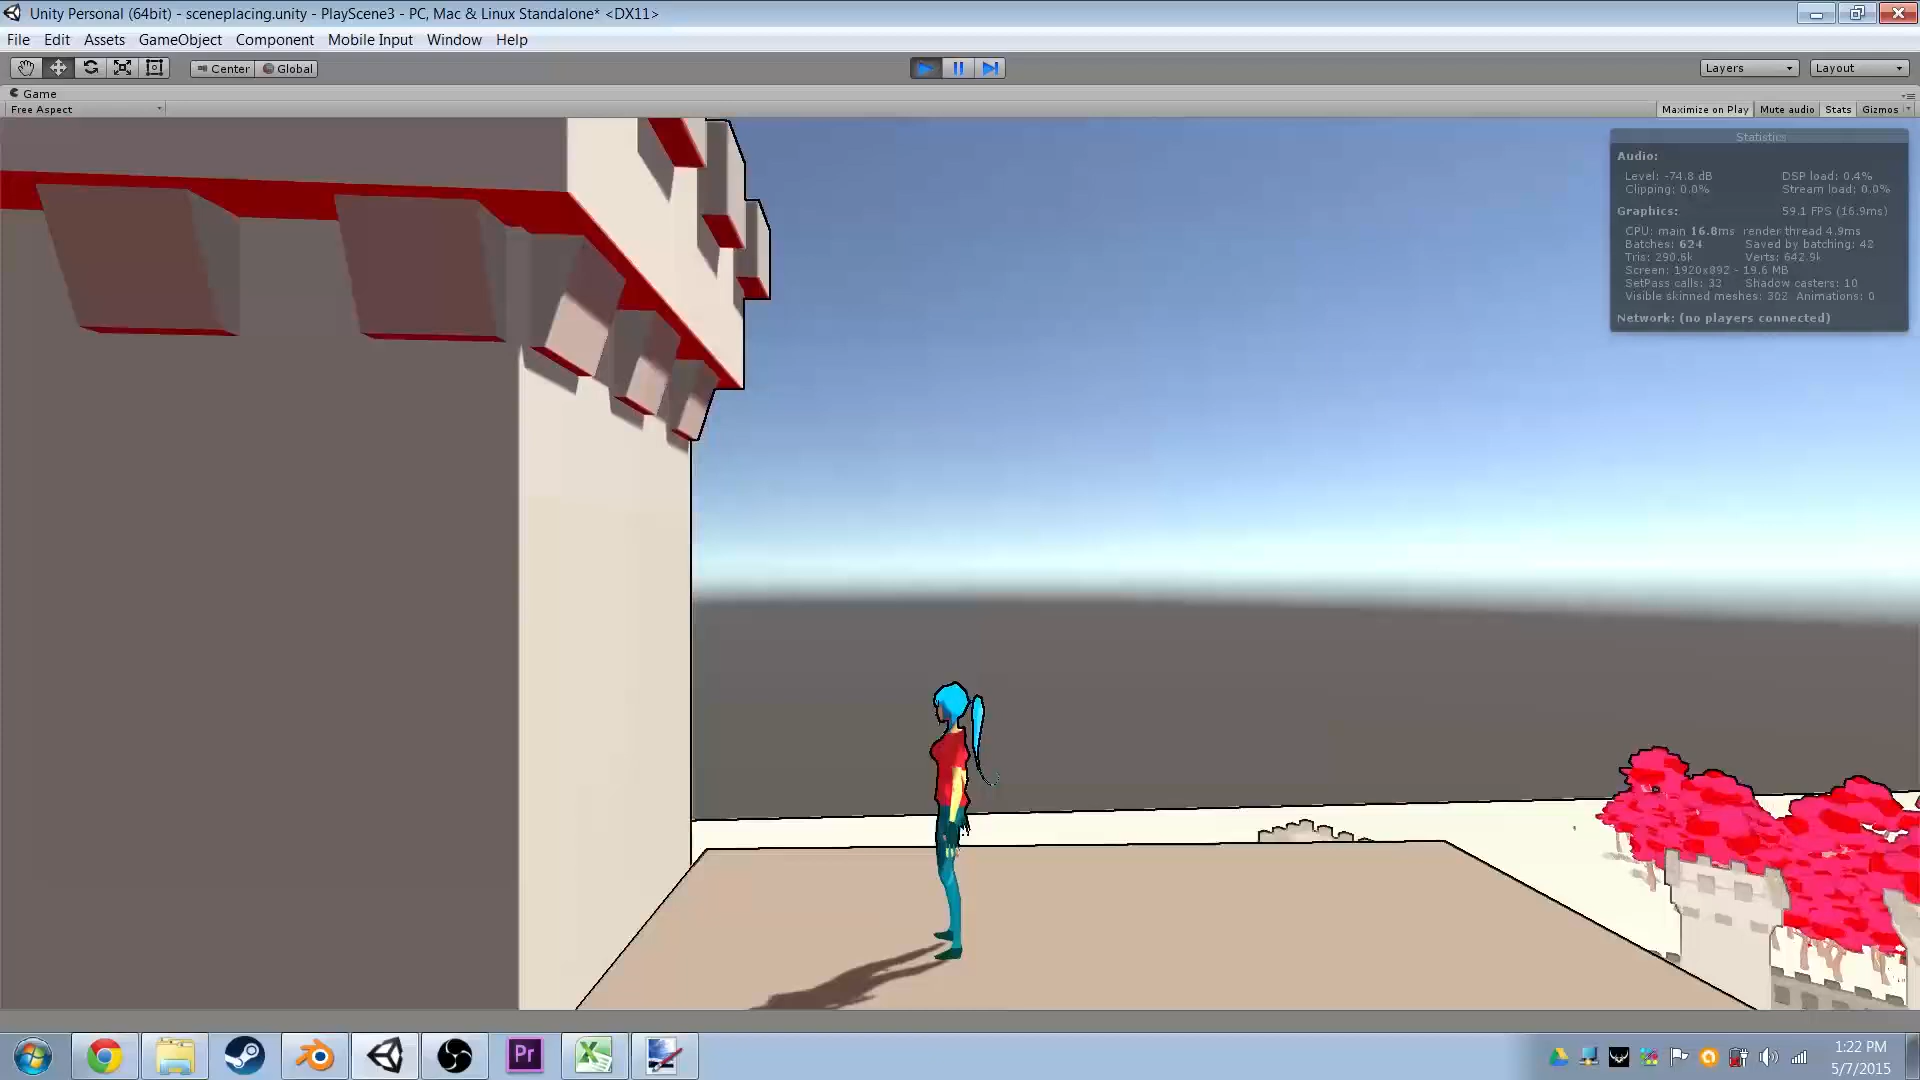 Unity Personal (64bit) - sceneplacing.unity - PlayScene3 - PC, Mac & Linux Standalone* <DX11>
File Edit Assets GameObject Component Mobile Input Window Help
Center Global Layers Layout
Game
Free Aspect Maximize on Play Mute audio Stats Gizmos
Statistics
Audio:
Level: -74.8 dB DSP load: 0.4%
Clipping: 0.0% Stream load: 0.0%
Graphics: 59.1 FPS (16.9ms)
CPU: main 16.8ms render thread 4.9ms
Batches: 624 Saved by batching: 42
Tris: 290.6k Verts: 642.9k
Screen: 1920x892 - 19.6 MB
SetPass calls: 33 Shadow casters: 10
Visible skinned meshes: 302 Animations: 0
Network: (no players connected)
Pr
1:22 PM
5/7/2015